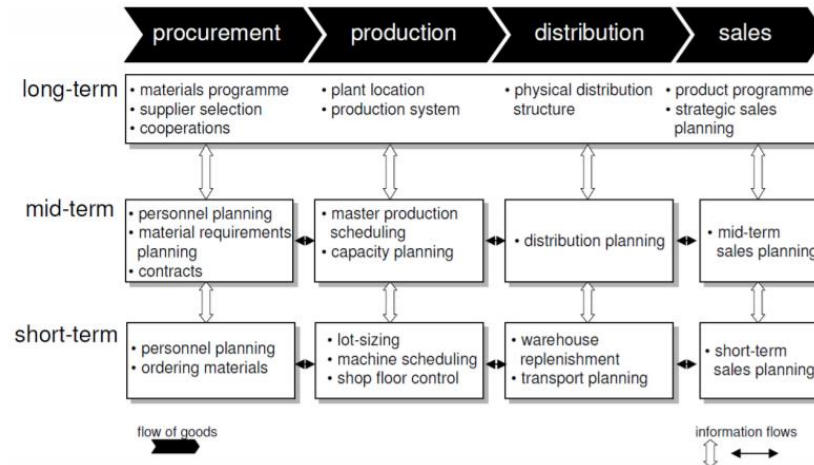 procurement production distribution sales
long-term
• materials programme
• supplier selection
• cooperations
• plant location
• production system
• physical distribution
structure
• product programme
• strategic sales
planning
mid-term
• personnel planning
• material requirements
planning
• contracts
• master production
scheduling
• capacity planning
• distribution planning
• mid-term
sales planning
short-term
• personnel planning
• ordering materials
• lot-sizing
• machine scheduling
• shop floor control
• warehouse
replenishment
• transport planning
• short-term
sales planning
flow of goods
information flows